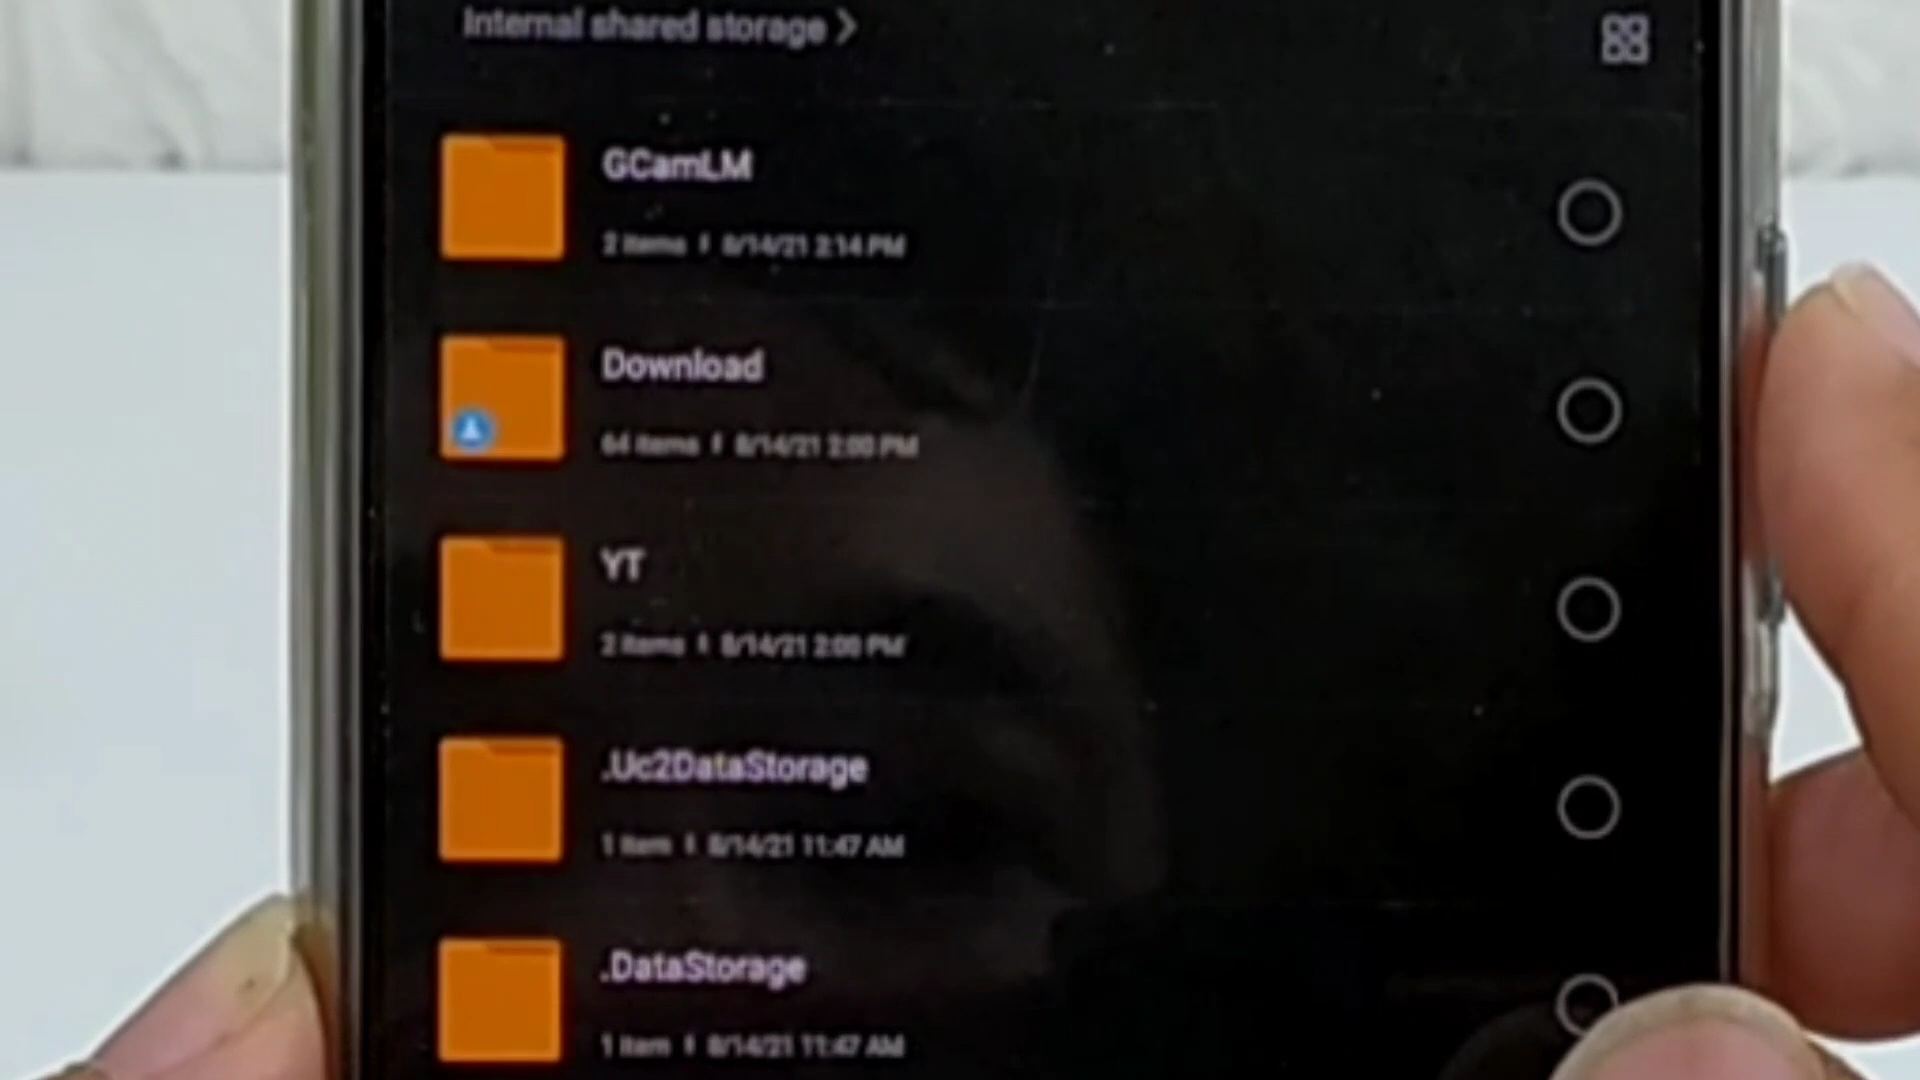 Internal shared storage >
GCamLM
2 items | 8/14/21 2:14 PM
Download
64 items | 8/14/21 2:00 PM
YT
2 items | 8/14/21 2:00 PM
.Uc2DataStorage
1 item | 8/14/21 11:47 AM
.DataStorage
1 item | 8/14/21 11:47 AM